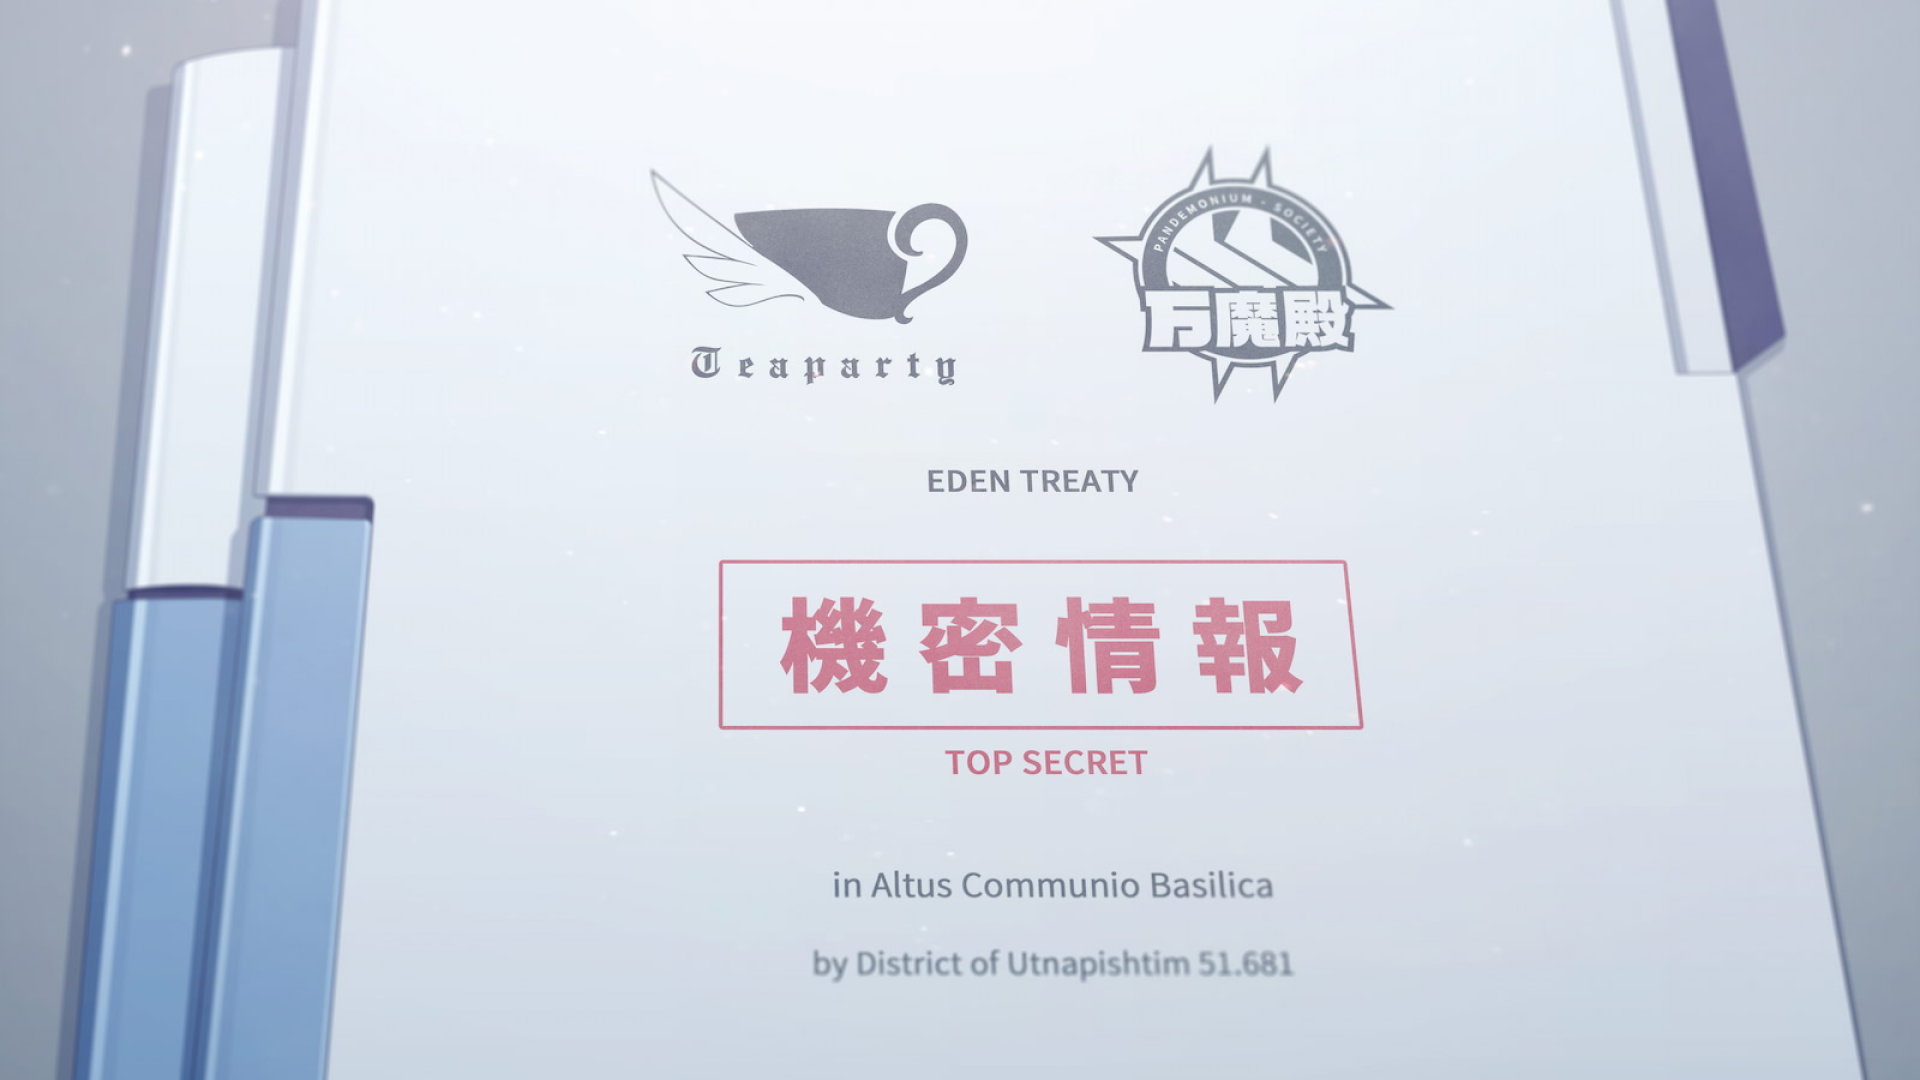 Teaparty
PANDEMONIUM · SOCIETY
万魔殿
EDEN TREATY
機密情報
TOP SECRET
in Altus Communio Basilica
by District of Utnapishtim 51.681